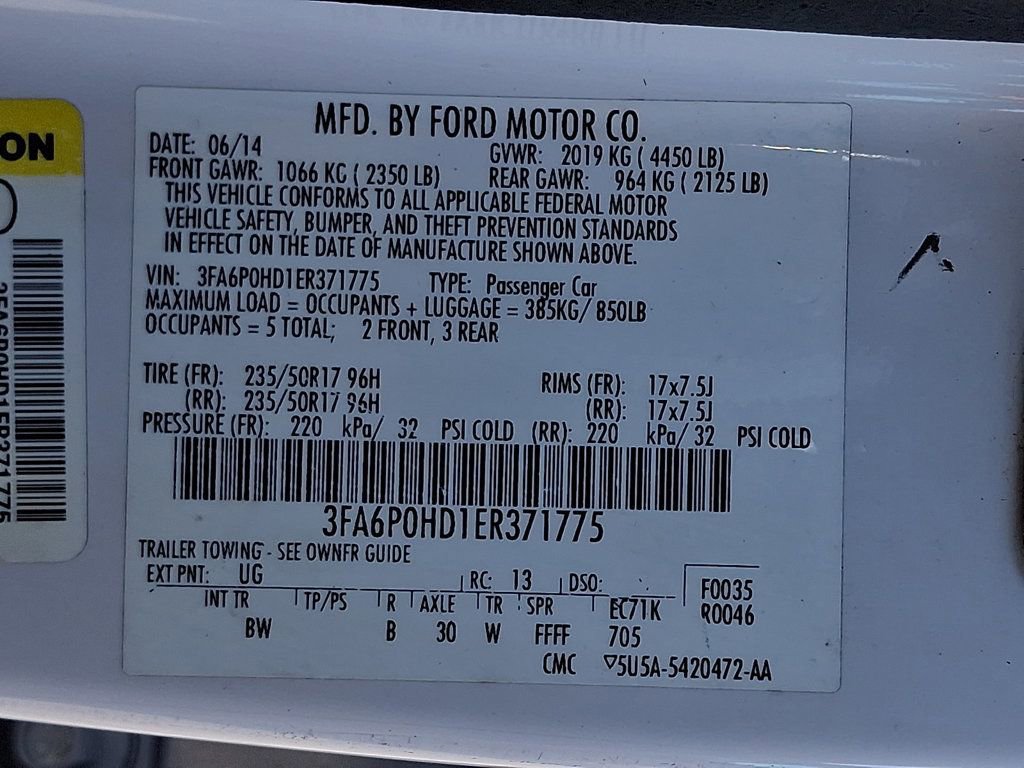 ON
MFD. BY FORD MOTOR CO.
DATE: 06/14 GVWR: 2019 KG ( 4450 LB)
FRONT GAWR: 1066 KG ( 2350 LB) REAR GAWR: 964 KG ( 2125 LB)
THIS VEHICLE CONFORMS TO ALL APPLICABLE FEDERAL MOTOR
VEHICLE SAFETY, BUMPER, AND THEFT PREVENTION STANDARDS
IN EFFECT ON THE DATE OF MANUFACTURE SHOWN ABOVE.
VIN: 3FA6P0HD1ER371775 TYPE: Passenger Car
MAXIMUM LOAD = OCCUPANTS + LUGGAGE = 385KG/ 850LB
OCCUPANTS = 5 TOTAL; 2 FRONT, 3 REAR
TIRE (FR): 235/50R17 96H RIMS (FR): 17x7.5J
(RR): 235/50R17 96H (RR): 17x7.5J
PRESSURE (FR): 220 kPa/ 32 PSI COLD (RR): 220 kPa/ 32 PSI COLD
3FA6P0HD1ER371775
TRAILER TOWING - SEE OWNFR GUIDE
EXT PNT: UG RC: 13 DSO: F0035
INT TR TP/PS R AXLE TR SPR EC71K R0046
BW B 30 W FFFF 705
CMC ▽5U5A-5420472-AA
3FA6P0HD1ER371775